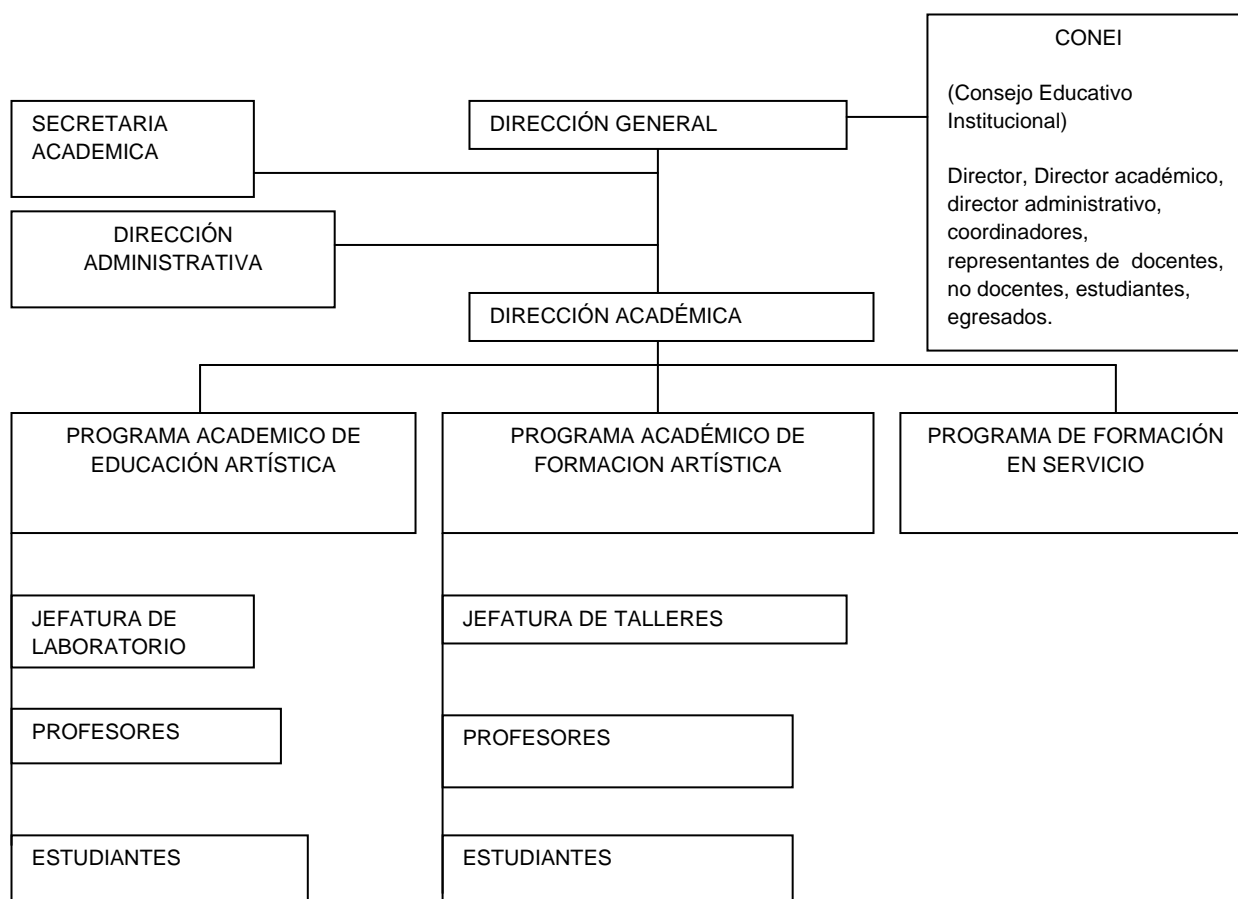 CONEI
(Consejo Educativo
Institucional)
Director, Director académico,
director administrativo,
coordinadores,
representantes de docentes,
no docentes, estudiantes,
egresados.
SECRETARIA
ACADEMICA
DIRECCIÓN GENERAL
DIRECCIÓN
ADMINISTRATIVA
DIRECCIÓN ACADÉMICA
PROGRAMA ACADEMICO DE
EDUCACIÓN ARTÍSTICA
PROGRAMA ACADÉMICO DE
FORMACION ARTÍSTICA
PROGRAMA DE FORMACIÓN
EN SERVICIO
JEFATURA DE
LABORATORIO
JEFATURA DE TALLERES
PROFESORES
PROFESORES
ESTUDIANTES
ESTUDIANTES